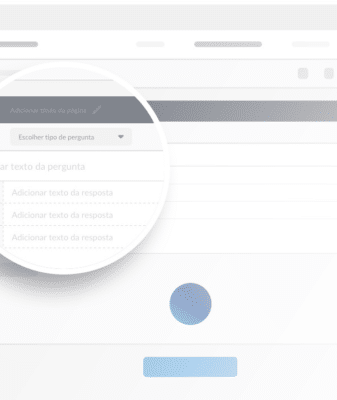 Adicionar título da página
Escolher tipo de pergunta
ar texto da pergunta
Adicionar texto da resposta
Adicionar texto da resposta
Adicionar texto da resposta